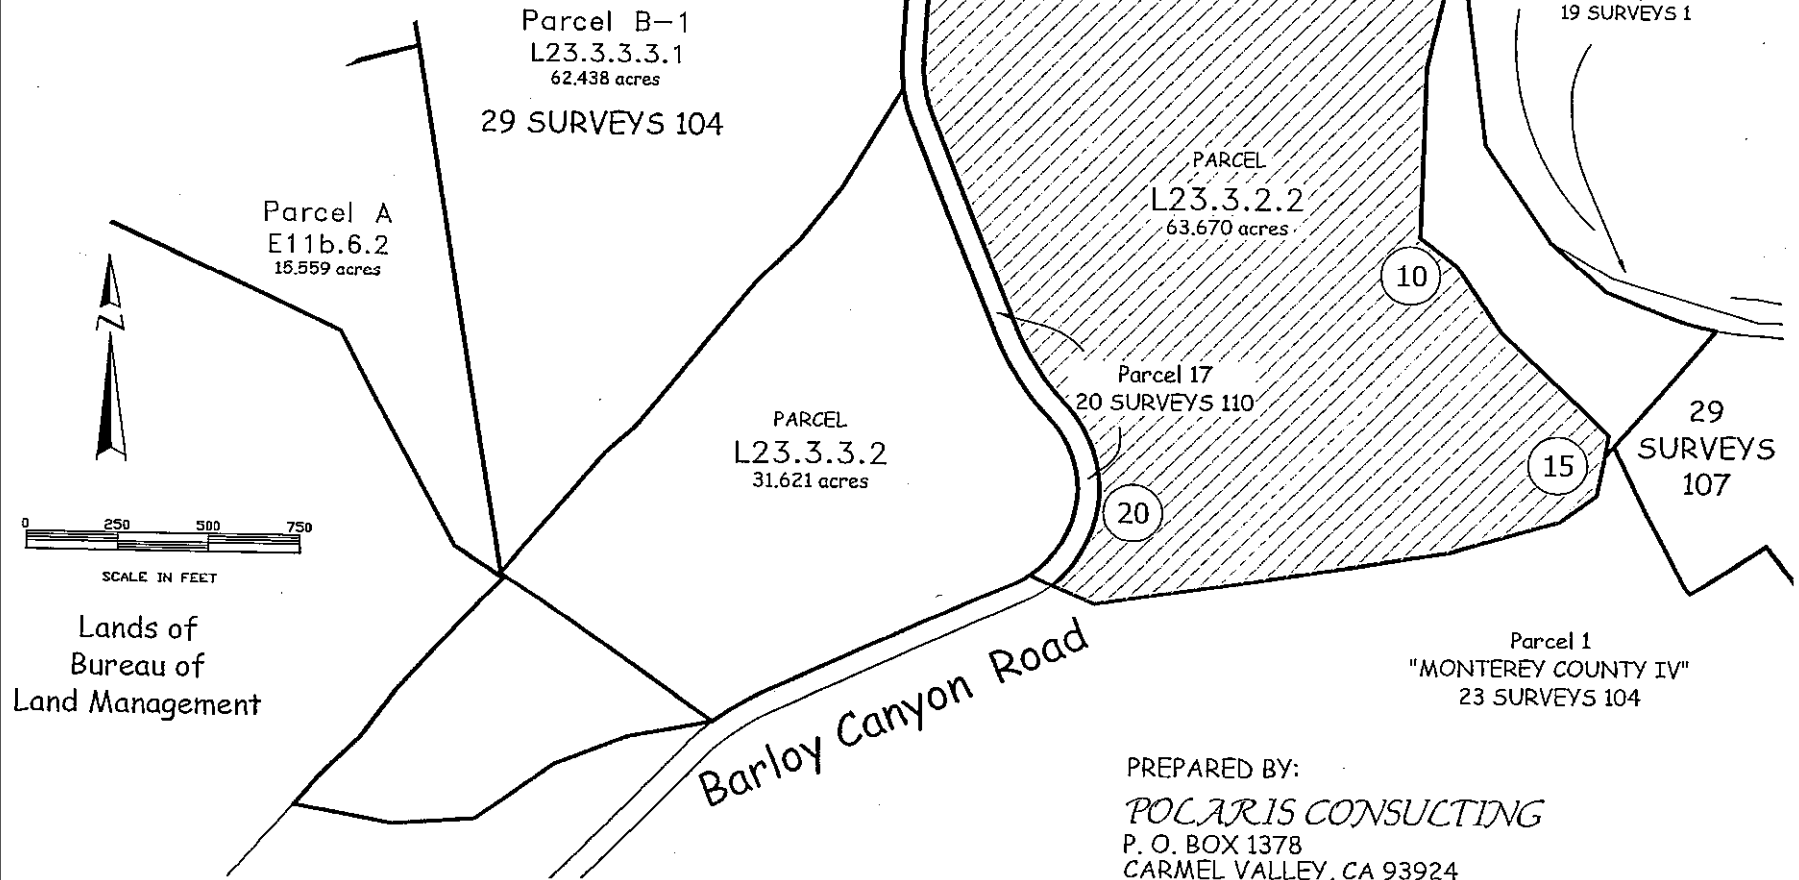 Parcel B-1
L23.3.3.3.1
62.438 acres
29 SURVEYS 104
19 SURVEYS 1
PARCEL
L23.3.2.2
63.670 acres
Parcel A
E11b.6.2
15.559 acres
10
Parcel 17
20 SURVEYS 110
PARCEL
L23.3.3.2
31.621 acres
29
SURVEYS
107
15
20
0 250 500 750
SCALE IN FEET
Lands of
Bureau of
Land Management
Barloy Canyon Road
Parcel 1
"MONTEREY COUNTY IV"
23 SURVEYS 104
PREPARED BY:
POLARIS CONSULTING
P. O. BOX 1378
CARMEL VALLEY, CA 93924